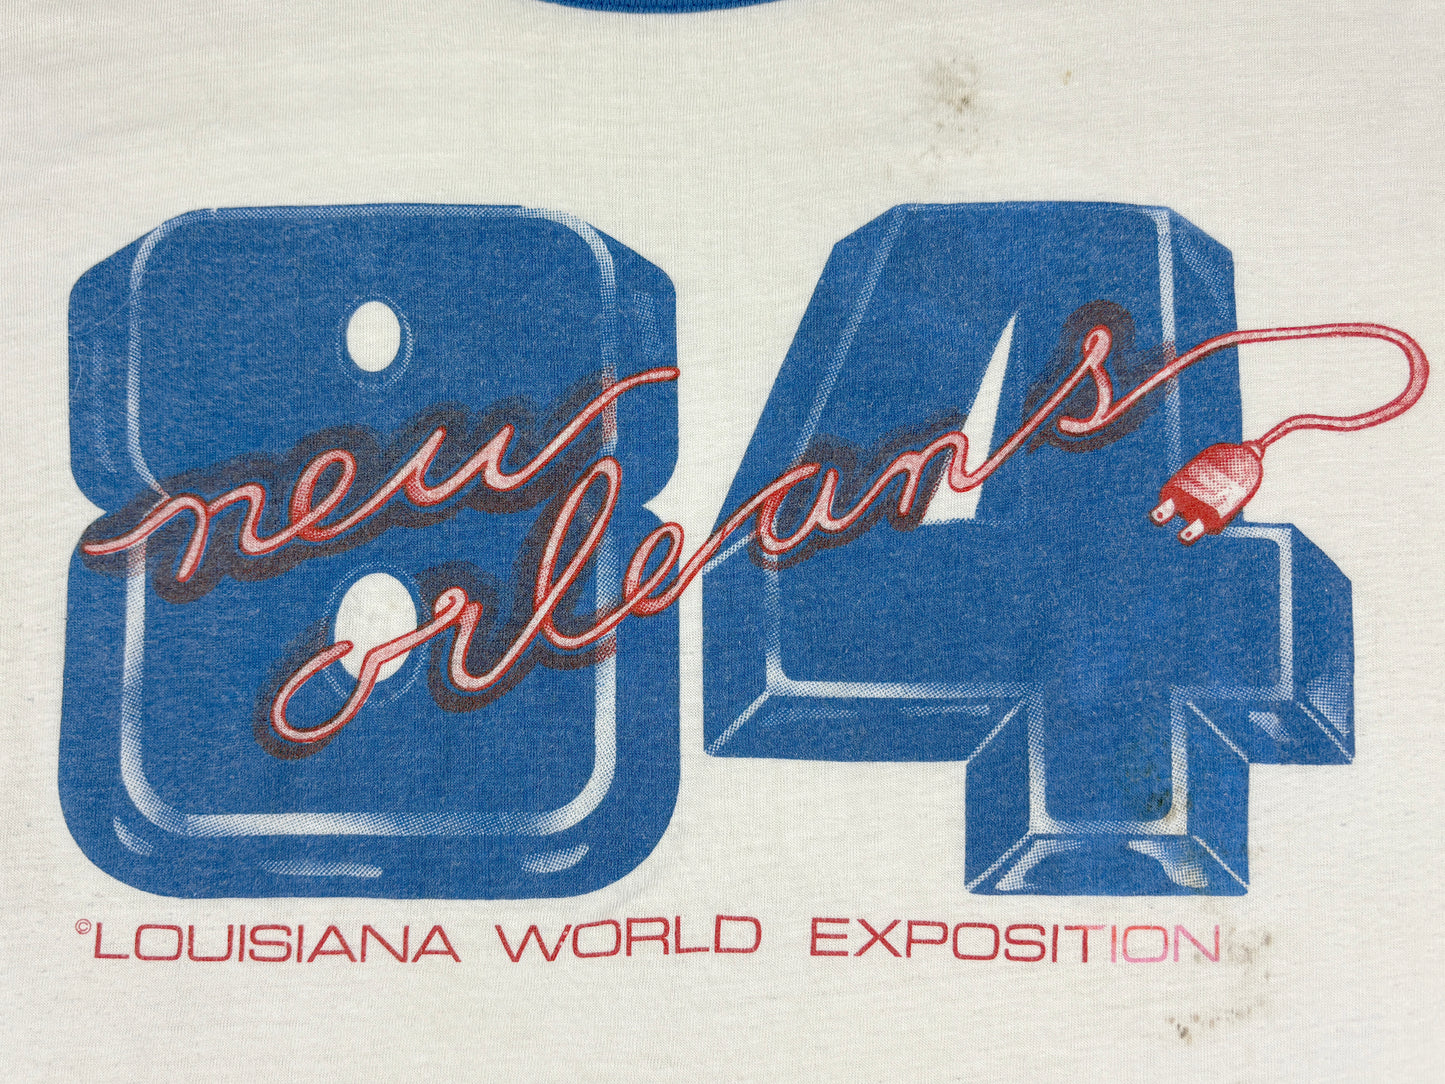 84
new
orleans
©LOUISIANA WORLD EXPOSITION